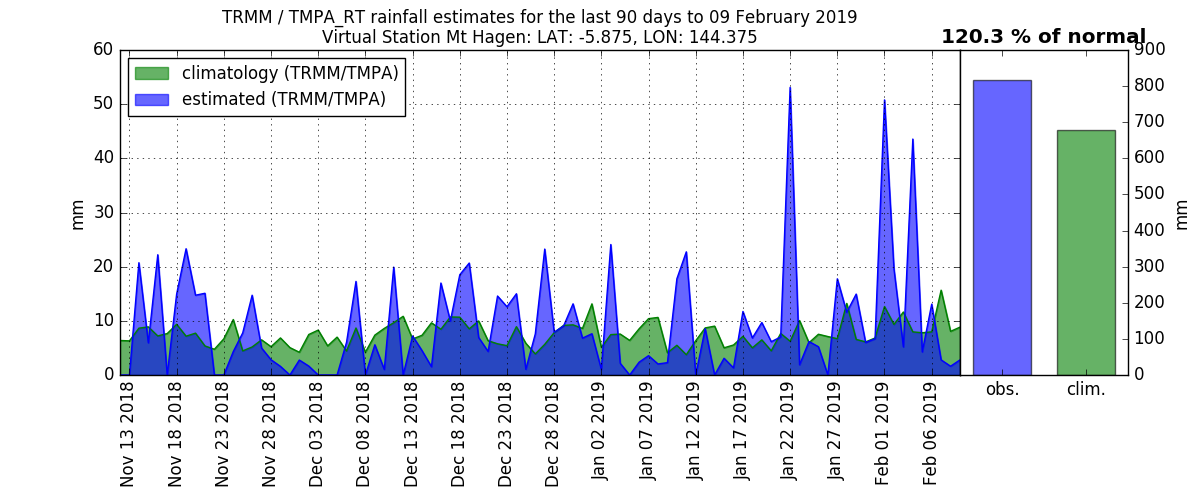 TRMM / TMPA_RT rainfall estimates for the last 90 days to 09 February 2019
Virtual Station Mt Hagen: LAT: -5.875, LON: 144.375
120.3 % of normal
climatology (TRMM/TMPA)
estimated (TRMM/TMPA)
mm
60
50
40
30
20
10
0
Nov 13 2018
Nov 18 2018
Nov 23 2018
Nov 28 2018
Dec 03 2018
Dec 08 2018
Dec 13 2018
Dec 18 2018
Dec 23 2018
Dec 28 2018
Jan 02 2019
Jan 07 2019
Jan 12 2019
Jan 17 2019
Jan 22 2019
Jan 27 2019
Feb 01 2019
Feb 06 2019
obs.
clim.
900
800
700
600
500
400
300
200
100
0
mm